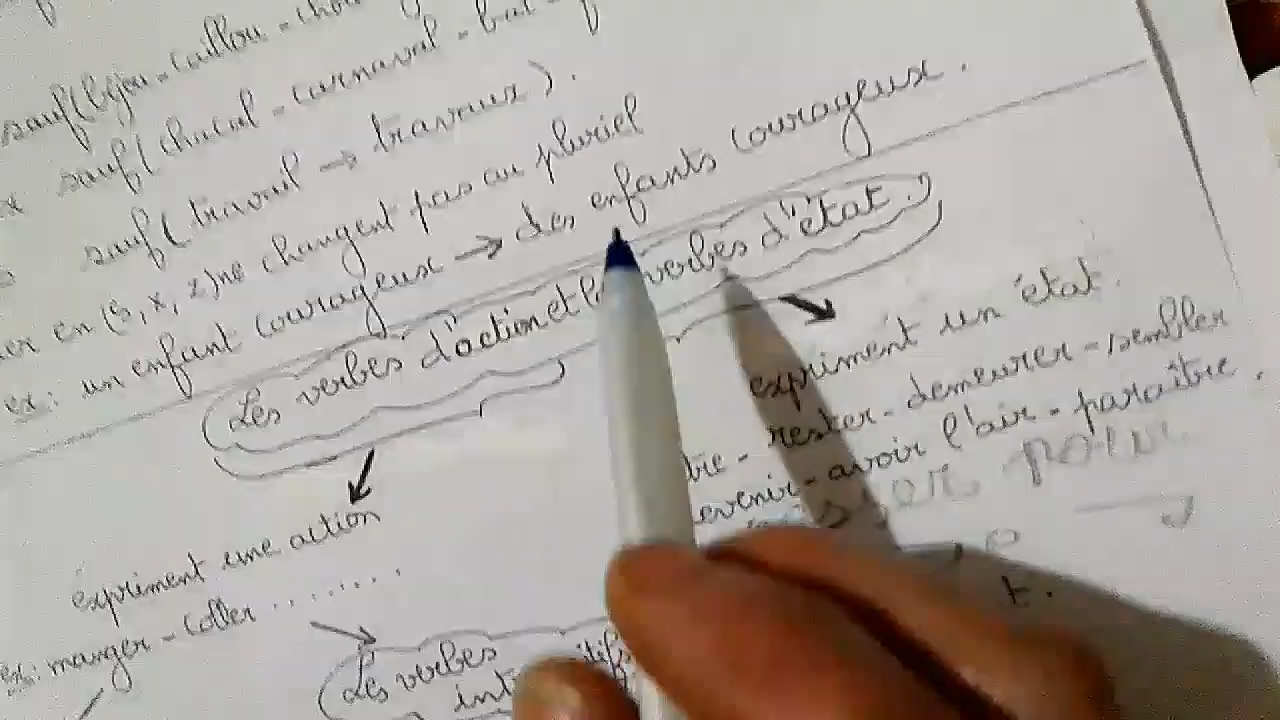 sauf (bijou - caillou - chou
sauf (chacal - carnaval - bal -
sauf (travail → travaux).
en (s, x, z) ne changent pas au pluriel
ex: un enfant courageux → des enfants courageux.
Les verbes d'action et les verbes d'état.
expriment un état.
rester - demeurer - sembler
devenir - avoir l'air - paraître.
expriment une action
ex: manger - coller .......
Les verbes